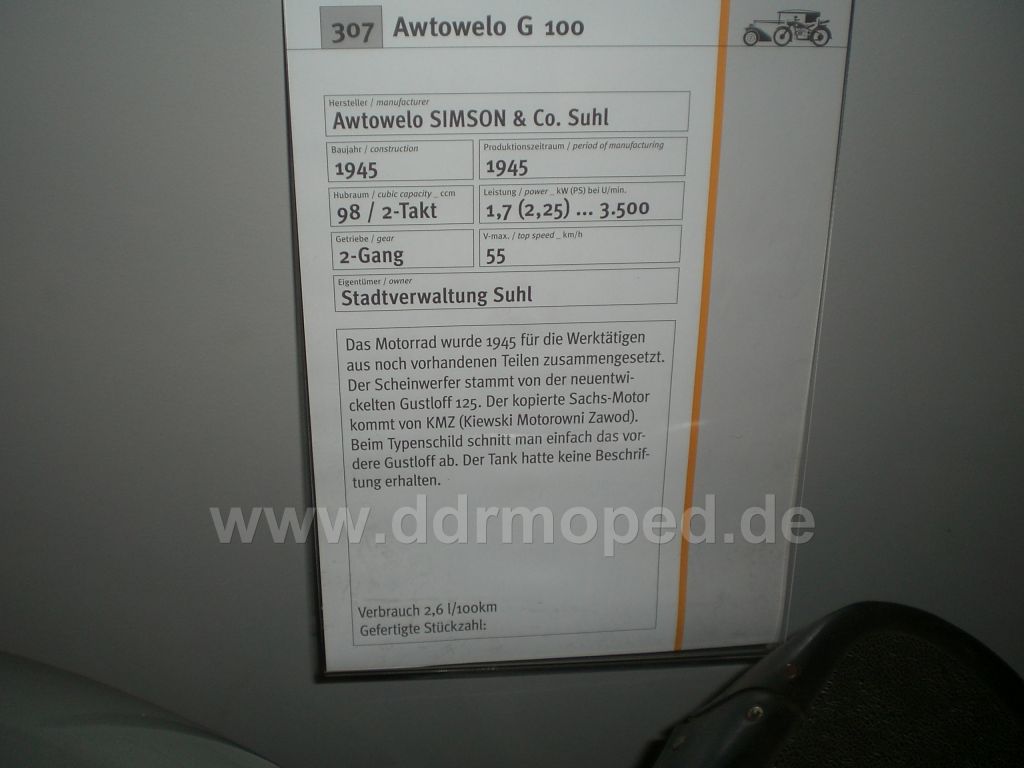 307 Awtowelo G 100
Hersteller / manufacturer
Awtowelo SIMSON & Co. Suhl
Baujahr / construction
1945
Produktionszeitraum / period of manufacturing
1945
Hubraum / cubic capacity _ ccm
98 / 2-Takt
Leistung / power _ kW (PS) bei U/min.
1,7 (2,25) ... 3.500
Getriebe / gear
2-Gang
V-max. / top speed _ km/h
55
Eigentümer / owner
Stadtverwaltung Suhl
Das Motorrad wurde 1945 für die Werktätigen
aus noch vorhandenen Teilen zusammengesetzt.
Der Scheinwerfer stammt von der neuentwi-
ckelten Gustloff 125. Der kopierte Sachs-Motor
kommt von KMZ (Kiewski Motorowni Zawod).
Beim Typenschild schnitt man einfach das vor-
dere Gustloff ab. Der Tank hatte keine Beschrif-
tung erhalten.
www.ddrmoped.de
Verbrauch 2,6 l/100km
Gefertigte Stückzahl: